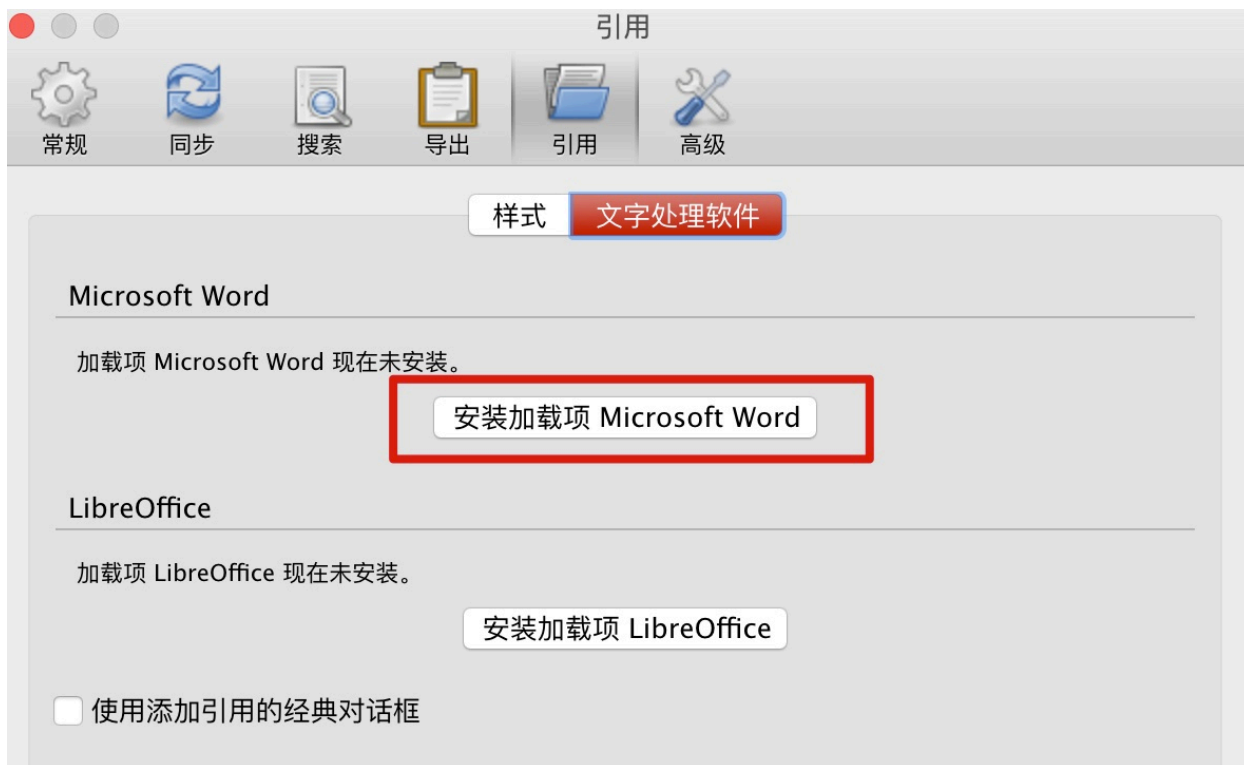 引用
常规 同步 搜索 导出 引用 高级
样式 文字处理软件
Microsoft Word
加载项 Microsoft Word 现在未安装。
安装加载项 Microsoft Word
LibreOffice
加载项 LibreOffice 现在未安装。
安装加载项 LibreOffice
使用添加引用的经典对话框